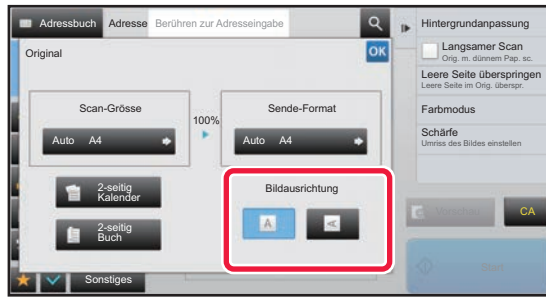 Adressbuch Adresse Berühren zur Adresseingabe
Original
OK
Scan-Grösse
100%
Sende-Format
Auto A4
Auto A4
2-seitig
Kalender
2-seitig
Buch
Bildausrichtung
A
A
Sonstiges
Hintergrundanpassung
Langsamer Scan
Orig. m. dünnem Pap. sc.
Leere Seite überspringen
Leere Seite im Orig. überspr.
Farbmodus
Schärfe
Umriss des Bildes einstellen
Vorschau
CA
Start